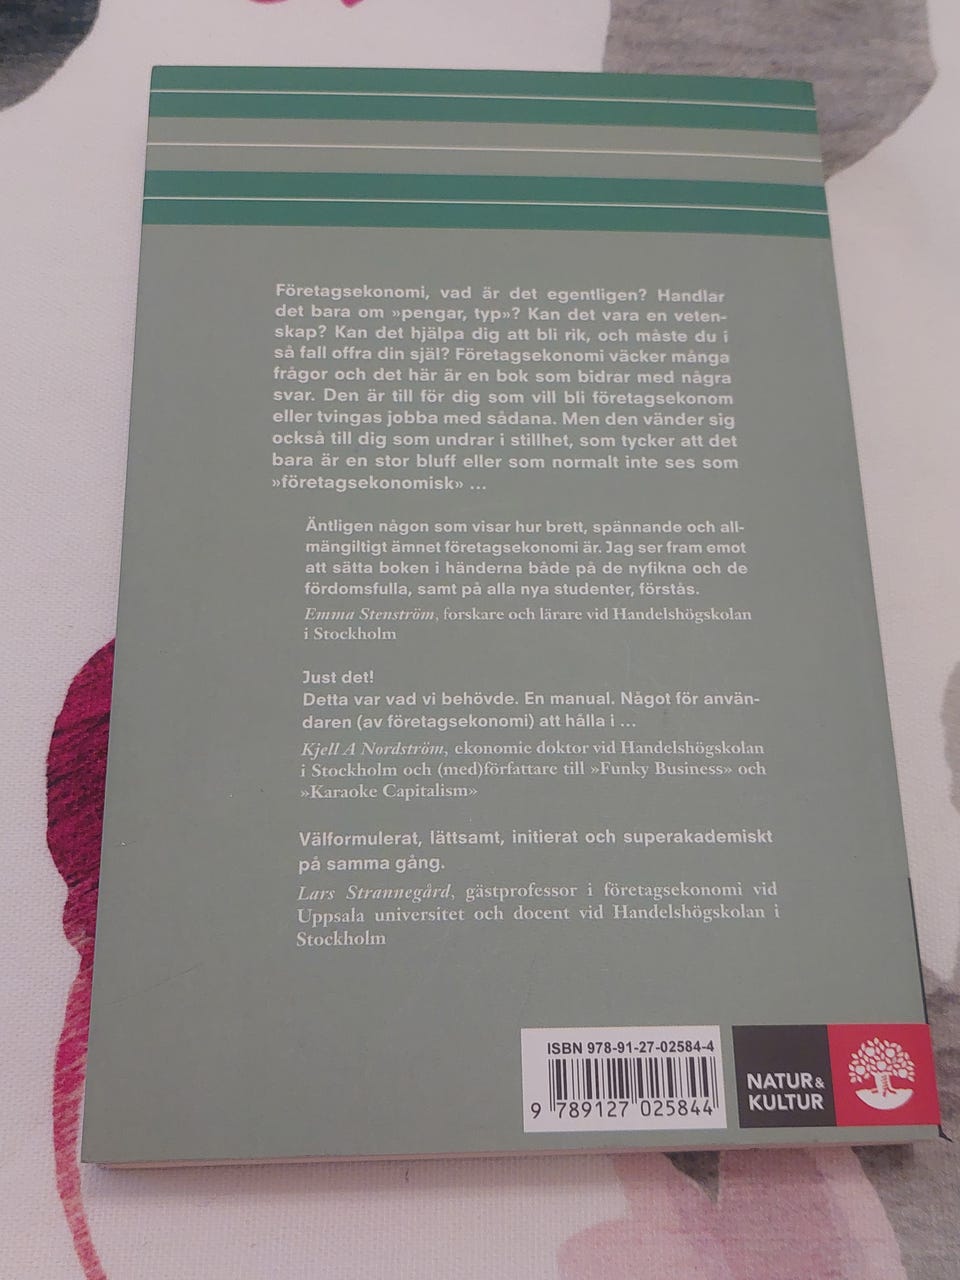 Företagsekonomi, vad är det egentligen? Handlar
det bara om »pengar, typ»? Kan det vara en veten-
skap? Kan det hjälpa dig att bli rik, och måste du i
så fall offra din själ? Företagsekonomi väcker många
frågor och det här är en bok som bidrar med några
svar. Den är till för dig som vill bli företagsekonom
eller tvingas jobba med sådana. Men den vänder sig
också till dig som undrar i stillhet, som tycker att det
bara är en stor bluff eller som normalt inte ses som
»företagsekonomisk» ...
Äntligen någon som visar hur brett, spännande och all-
mängiltigt ämnet företagsekonomi är. Jag ser fram emot
att sätta boken i händerna både på de nyfikna och de
fördomsfulla, samt på alla nya studenter, förstås.
Emma Stenström, forskare och lärare vid Handelshögskolan
i Stockholm
Just det!
Detta var vad vi behövde. En manual. Något för använ-
daren (av företagsekonomi) att hålla i ...
Kjell A Nordström, ekonomie doktor vid Handelshögskolan
i Stockholm och (med)författare till »Funky Business» och
»Karaoke Capitalism»
Välformulerat, lättsamt, initierat och superakademiskt
på samma gång.
Lars Strannegård, gästprofessor i företagsekonomi vid
Uppsala universitet och docent vid Handelshögskolan i
Stockholm
ISBN 978-91-27-02584-4
9 789127 025844
NATUR &
KULTUR